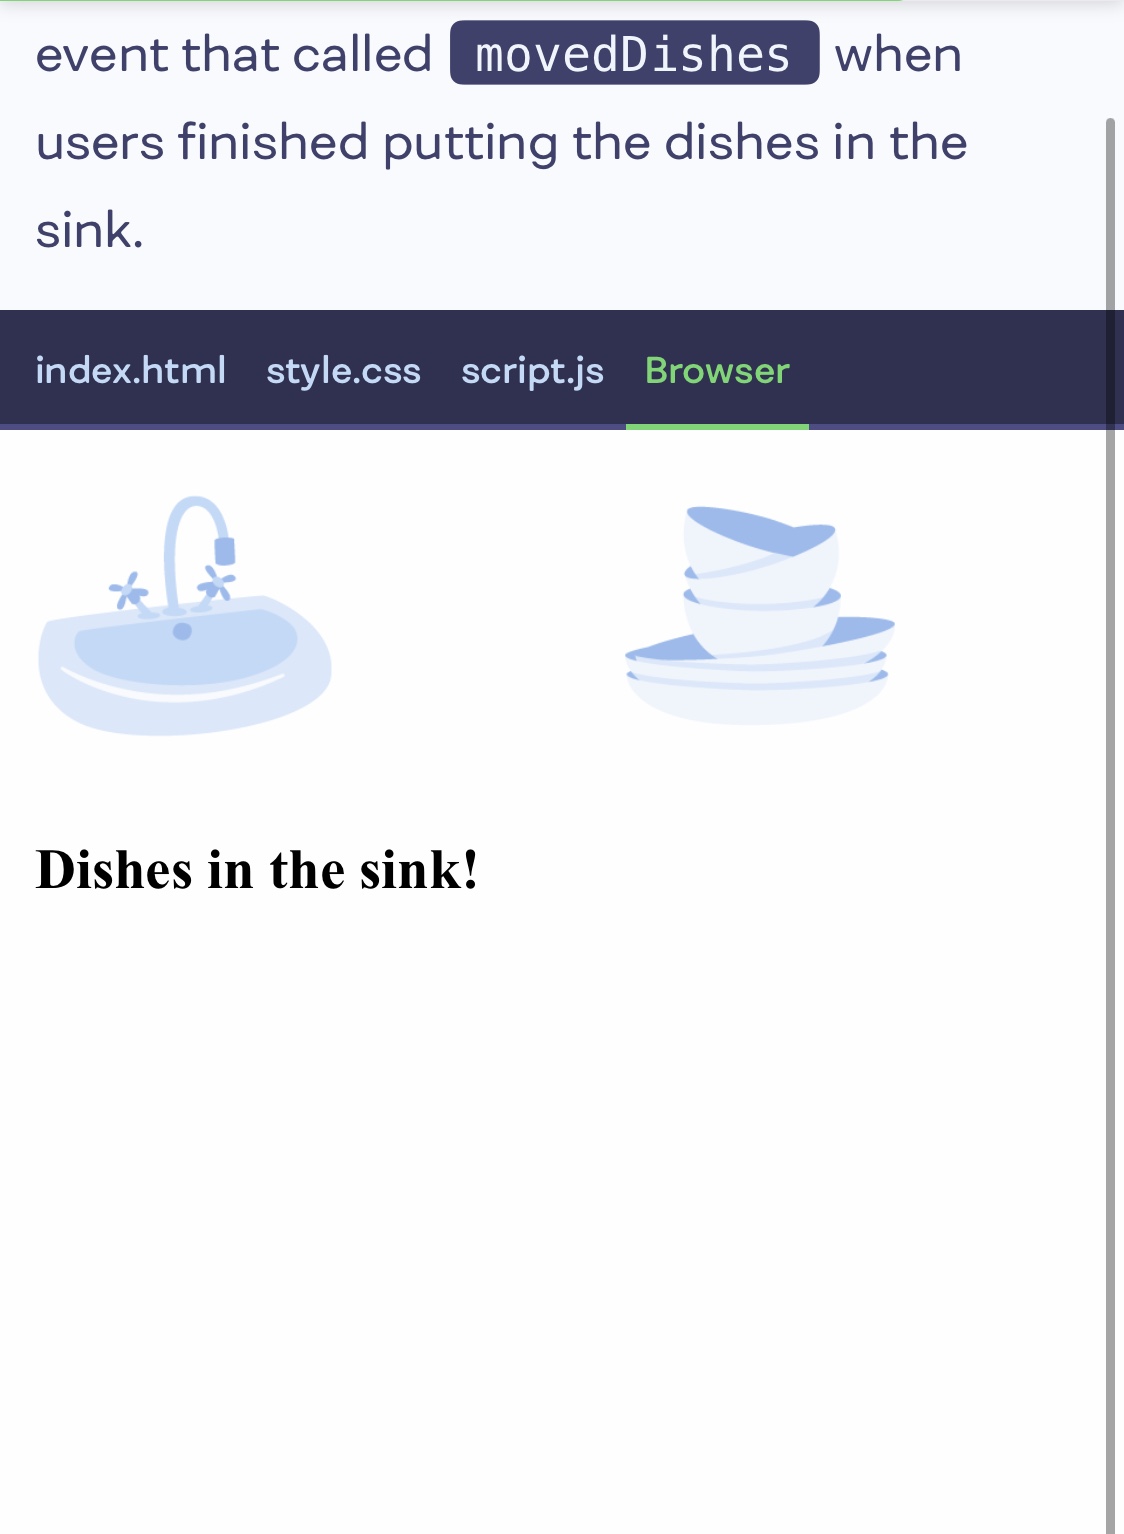 event that called movedDishes when
users finished putting the dishes in the
sink.
index.html style.css script.js Browser
Dishes in the sink!